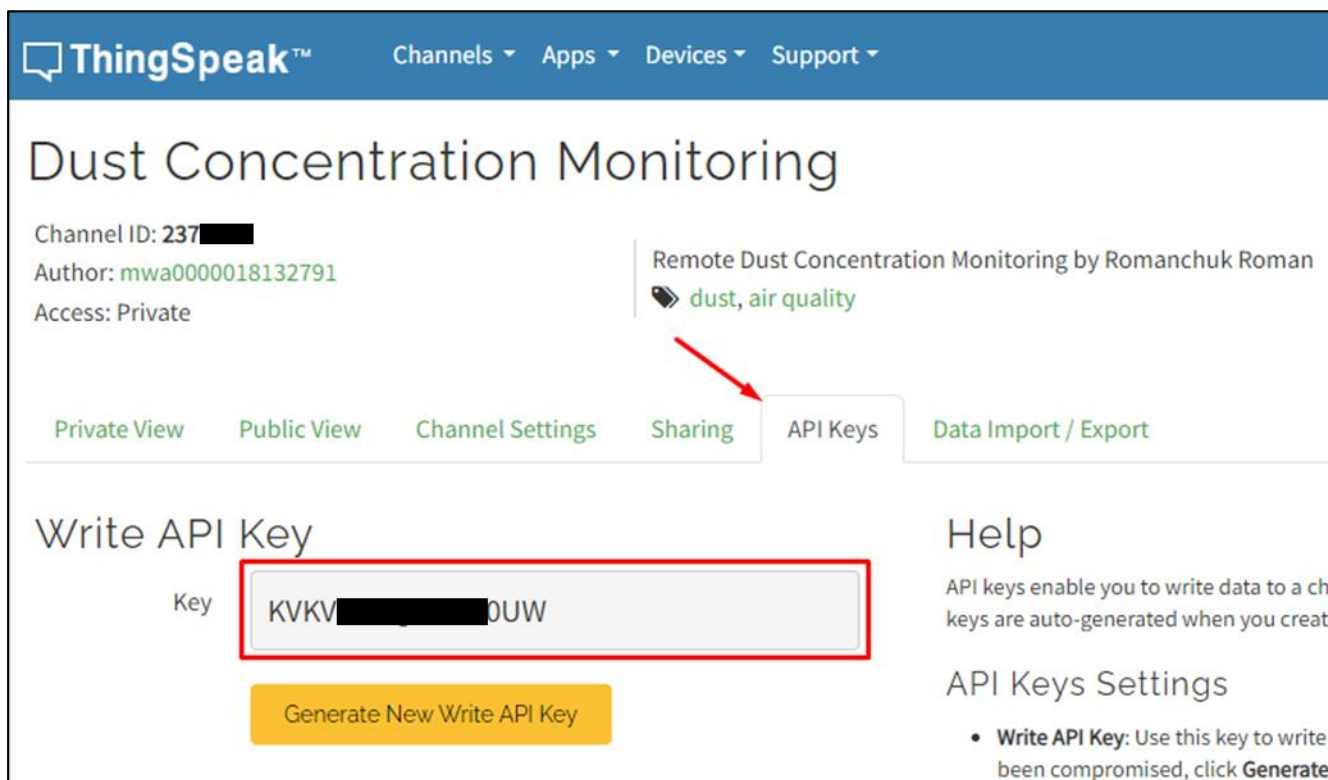 ThingSpeak™ Channels Apps Devices Support
Dust Concentration Monitoring
Channel ID: 237
Author: mwa0000018132791
Access: Private
Remote Dust Concentration Monitoring by Romanchuk Roman
dust, air quality
Private View Public View Channel Settings Sharing API Keys Data Import / Export
Write API Key
Key KVKV 0UW
Generate New Write API Key
Help
API keys enable you to write data to a ch
keys are auto-generated when you creat
API Keys Settings
• Write API Key: Use this key to write
been compromised, click Generate